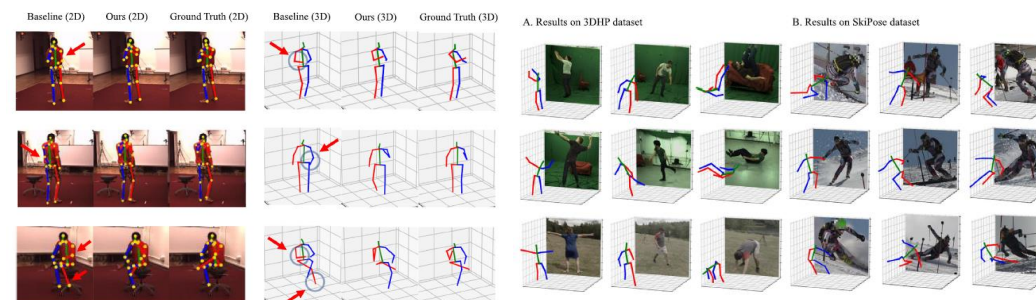 Baseline (2D) Ours (2D) Ground Truth (2D)
Baseline (3D) Ours (3D) Ground Truth (3D)
A. Results on 3DHP dataset
B. Results on SkiPose dataset